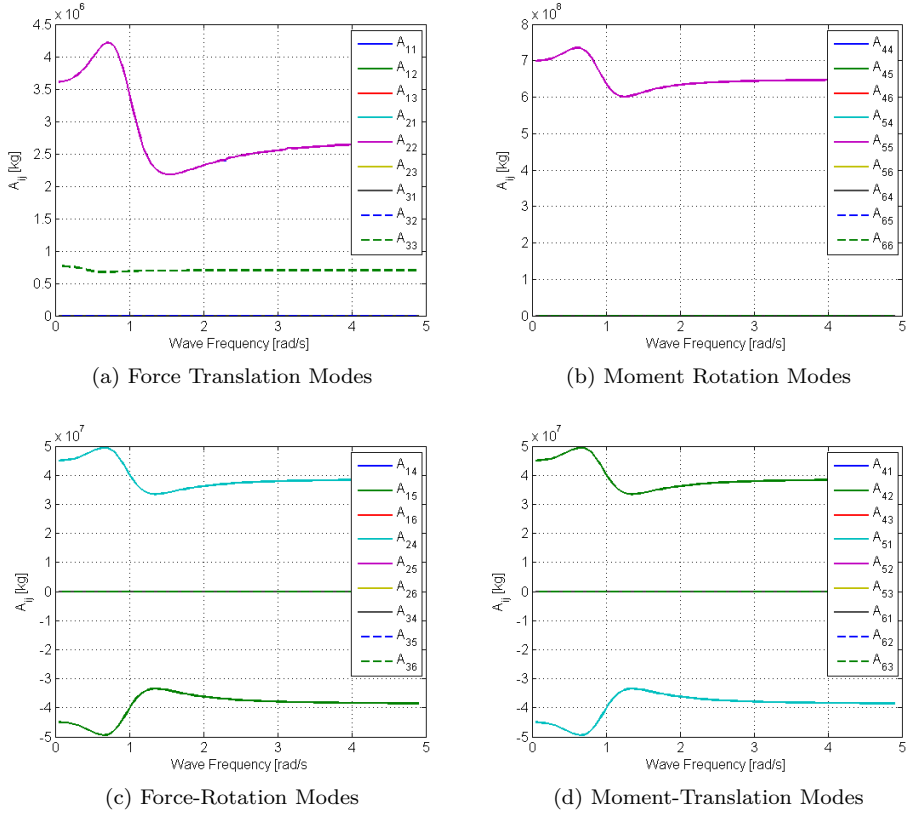 x 10^6
4.5
4
3.5
3
2.5
2
1.5
1
0.5
0
A_ij [kg]
0 1 2 3 4 5
Wave Frequency [rad/s]
A_11
A_12
A_13
A_21
A_22
A_23
A_31
A_32
A_33
(a) Force Translation Modes
x 10^8
8
7
6
5
4
3
2
1
0
A_ij [kg]
0 1 2 3 4 5
Wave Frequency [rad/s]
A_44
A_45
A_46
A_54
A_55
A_56
A_64
A_65
A_66
(b) Moment Rotation Modes
x 10^7
5
4
3
2
1
0
-1
-2
-3
-4
-5
A_ij [kg]
0 1 2 3 4 5
Wave Frequency [rad/s]
A_14
A_15
A_16
A_24
A_25
A_26
A_34
A_35
A_36
(c) Force-Rotation Modes
x 10^7
5
4
3
2
1
0
-1
-2
-3
-4
-5
A_ij [kg]
0 1 2 3 4 5
Wave Frequency [rad/s]
A_41
A_42
A_43
A_51
A_52
A_53
A_61
A_62
A_63
(d) Moment-Translation Modes